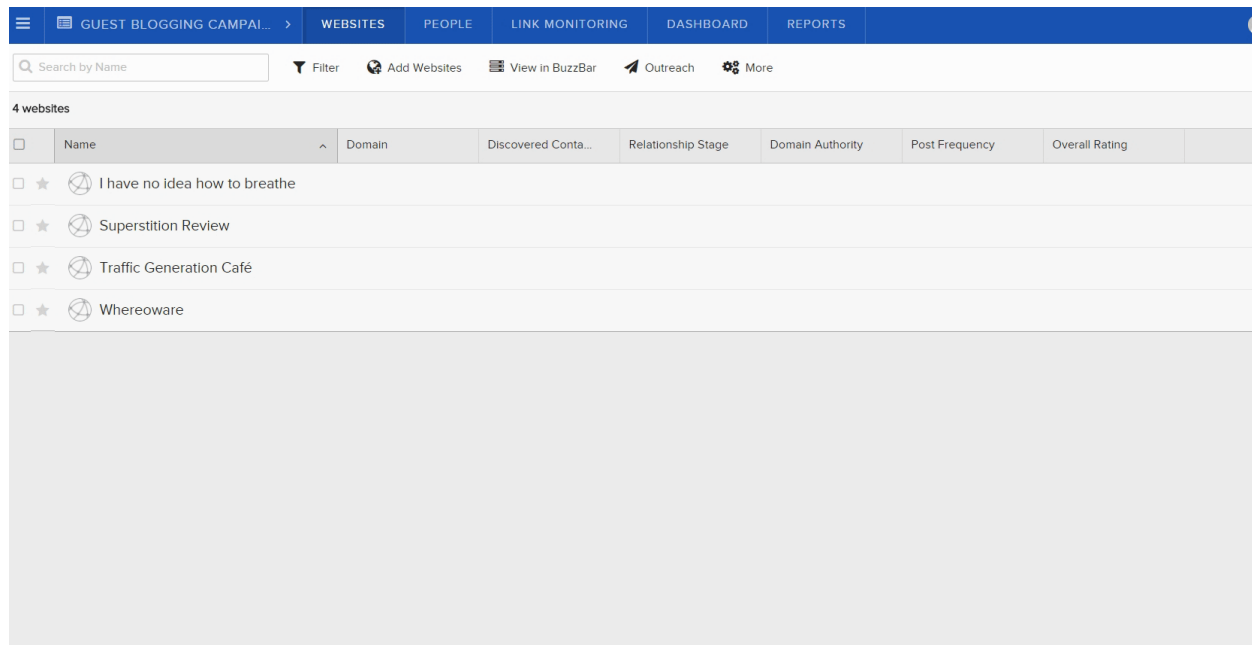 GUEST BLOGGING CAMPAI... > WEBSITES PEOPLE LINK MONITORING DASHBOARD REPORTS
Search by Name Filter Add Websites View in BuzzBar Outreach More
4 websites
Name Domain Discovered Conta... Relationship Stage Domain Authority Post Frequency Overall Rating
I have no idea how to breathe
Superstition Review
Traffic Generation Café
Whereoware